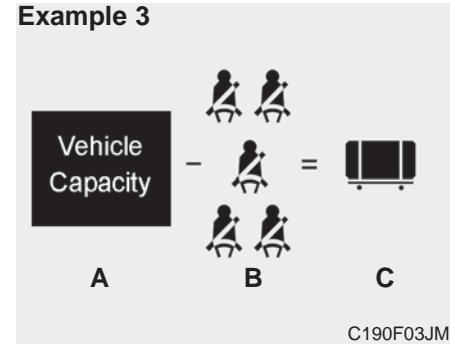 Example 3
Vehicle
Capacity
-
=
A B C
C190F03JM